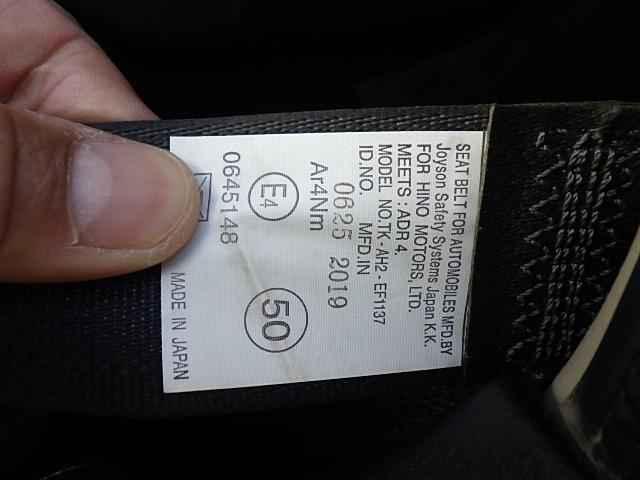 SEAT BELT FOR AUTOMOBILES MFD.BY
Joyson Safety Systems Japan K.K.
FOR HINO MOTORS, LTD.
MEETS : ADR 4.
MODEL NO.TK-AH2-EF1137
ID.NO. MFD.IN
0625 2019
Ar4Nm
E4 50
0645148
MADE IN JAPAN